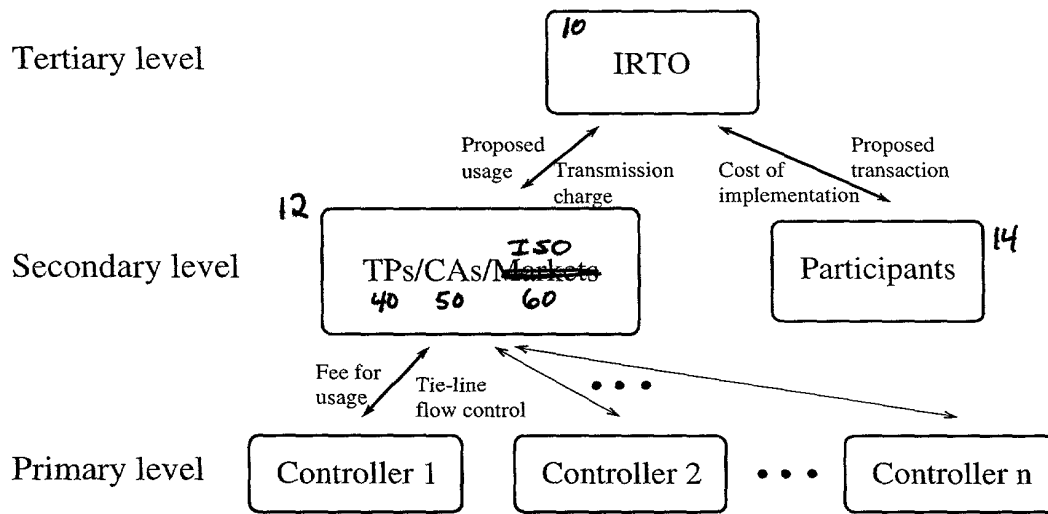 10
Tertiary level
IRTO
Proposed
usage
Transmission
charge
Cost of
implementation
Proposed
transaction
12
ISO
14
Secondary level
TPs/CAs/Markets
Participants
40 50 60
Fee for
usage
Tie-line
flow control
Primary level
Controller 1
Controller 2
Controller n